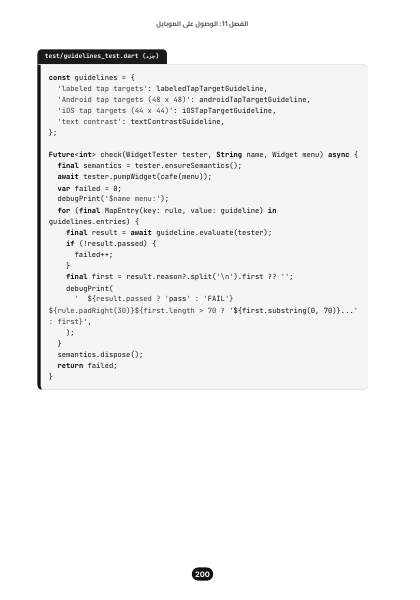 الفصل 11: الوصول على الموبايل
test/guidelines_test.dart (جزء)
const guidelines = {
  'labeled tap targets': labeledTapTargetGuideline,
  'Android tap targets (48 x 48)': androidTapTargetGuideline,
  'iOS tap targets (44 x 44)': iOSTapTargetGuideline,
  'text contrast': textContrastGuideline,
};

Future<int> check(WidgetTester tester, String name, Widget menu) async {
  final semantics = tester.ensureSemantics();
  await tester.pumpWidget(cafe(menu));
  var failed = 0;
  debugPrint('$name menu:');
  for (final MapEntry(key: rule, value: guideline) in
guidelines.entries) {
    final result = await guideline.evaluate(tester);
    if (!result.passed) {
      failed++;
    }
    final first = result.reason?.split('\n').first ?? '';
    debugPrint(
      '  ${result.passed ? 'pass' : 'FAIL'}
${rule.padRight(30)}${first.length > 70 ? '${first.substring(0, 70)}...'
: first}',
    );
  }
  semantics.dispose();
  return failed;
}
200